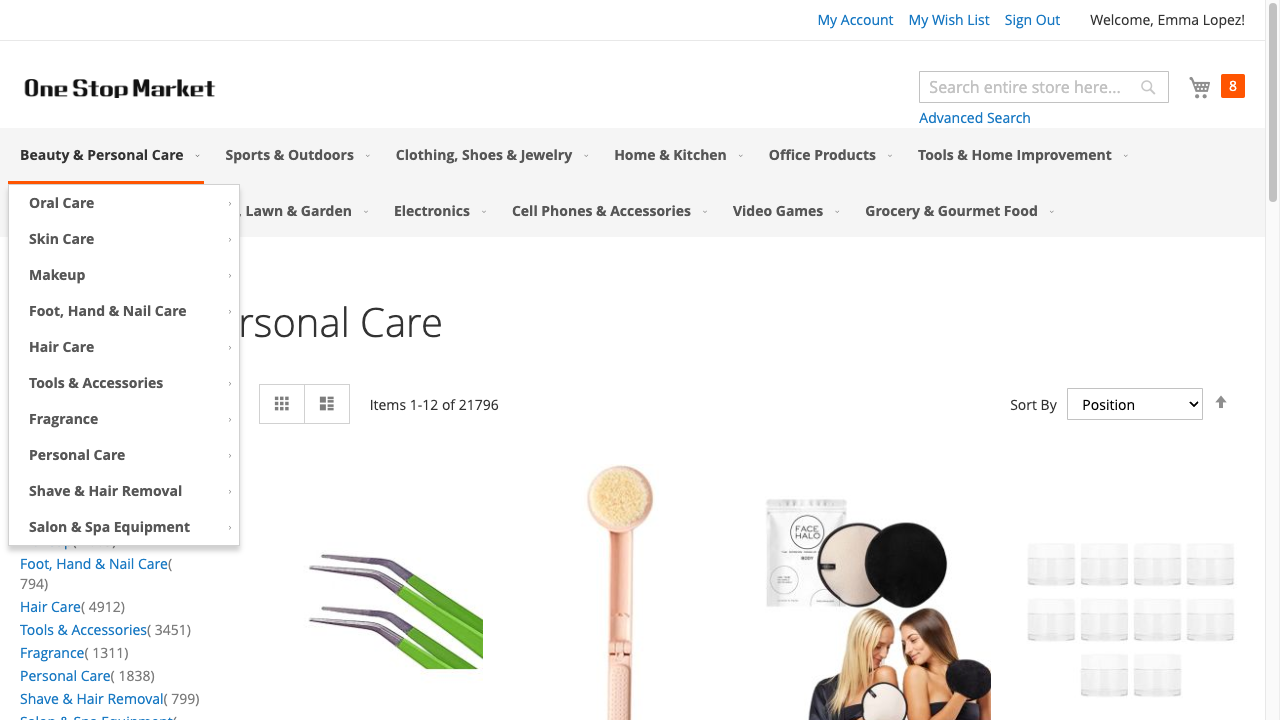 My Account My Wish List Sign Out Welcome, Emma Lopez!
One Stop Market
Search entire store here...
8
Advanced Search
Beauty & Personal Care Sports & Outdoors Clothing, Shoes & Jewelry Home & Kitchen Office Products Tools & Home Improvement
, Lawn & Garden Electronics Cell Phones & Accessories Video Games Grocery & Gourmet Food
Oral Care
Skin Care
Makeup
Foot, Hand & Nail Care
Hair Care
Tools & Accessories
Fragrance
Personal Care
Shave & Hair Removal
Salon & Spa Equipment
rsonal Care
Items 1-12 of 21796
Sort By Position
FACE
HALO
BODY
Foot, Hand & Nail Care(
794)
Hair Care( 4912)
Tools & Accessories( 3451)
Fragrance( 1311)
Personal Care( 1838)
Shave & Hair Removal( 799)
Salon & Spa Equipment(